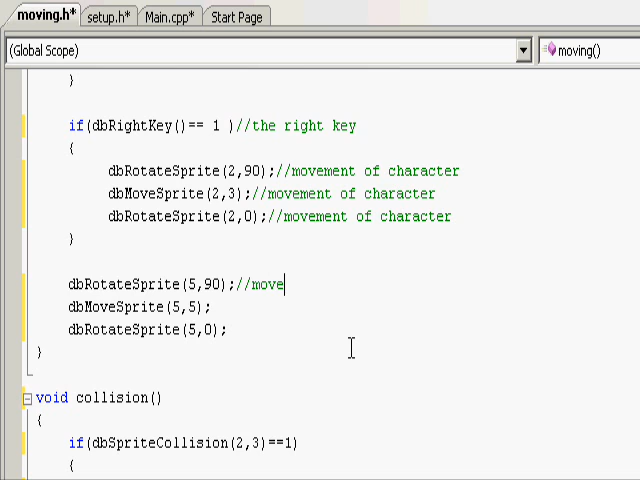 moving.h* setup.h* Main.cpp* Start Page
(Global Scope) moving()
}
if(dbRightKey()== 1 )//the right key
{
dbRotateSprite(2,90);//movement of character
dbMoveSprite(2,3);//movement of character
dbRotateSprite(2,0);//movement of character
}
dbRotateSprite(5,90);//move
dbMoveSprite(5,5);
dbRotateSprite(5,0);
}
void collision()
{
if(dbSpriteCollision(2,3)==1)
{